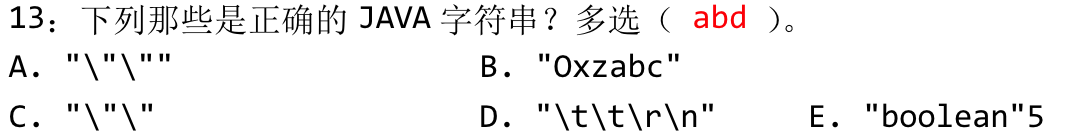 13：下列那些是正确的 JAVA 字符串？多选（ abd ）。
A. "\"\"" B. "Oxzabc"
C. "\"\" D. "\t\t\r\n" E. "boolean"5